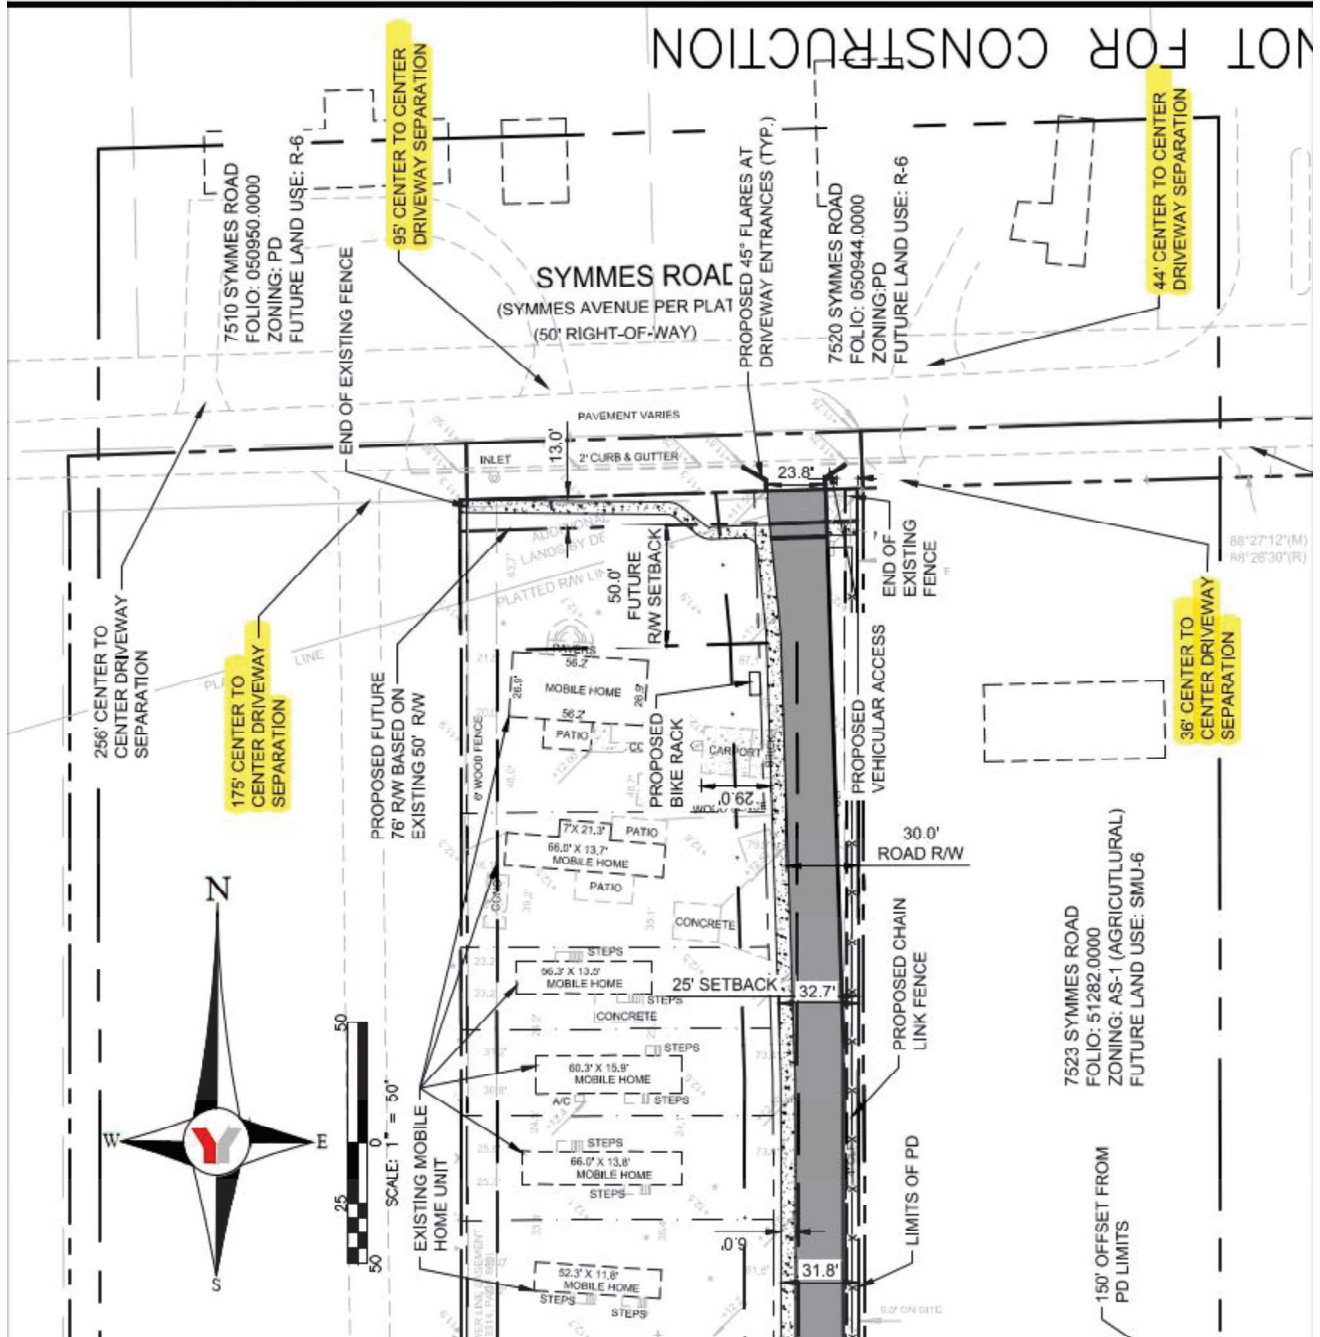 NOT FOR CONSTRUCTION
95' CENTER TO CENTER
DRIVEWAY SEPARATION
44' CENTER TO CENTER
DRIVEWAY SEPARATION
7510 SYMMES ROAD
FOLIO: 050950.0000
ZONING: PD
FUTURE LAND USE: R-6
SYMMES ROAD
(SYMMES AVENUE PER PLAT
(50' RIGHT-OF-WAY)
PROPOSED 45° FLARES AT
DRIVEWAY ENTRANCES (TYP.)
7520 SYMMES ROAD
FOLIO: 050944.0000
ZONING:PD
FUTURE LAND USE: R-6
END OF EXISTING FENCE
PAVEMENT VARIES
INLET
13.0'
2' CURB & GUTTER
23.8'
END OF
EXISTING
FENCE
88°27'12"(M)
88°26'30"(R)
ADDITIONAL
LANDS BY DE
PLATTED R/W LINE
LINE
50.0'
FUTURE
R/W SETBACK
256' CENTER TO
CENTER DRIVEWAY
SEPARATION
175' CENTER TO
CENTER DRIVEWAY
SEPARATION
36' CENTER TO
CENTER DRIVEWAY
SEPARATION
PROPOSED FUTURE
76' R/W BASED ON
EXISTING 50' R/W
6' WOOD FENCE
PAVERS
56.2'
26.9'
MOBILE HOME
26.9'
56.2'
PATIO
CARPORT
PROPOSED
BIKE RACK
29.0'
PROPOSED
VEHICULAR ACCESS
7'X 21.3'
PATIO
66.0' X 13.7'
MOBILE HOME
PATIO
30.0'
ROAD R/W
CONCRETE
N
W
E
S
50
0
25
50
SCALE: 1" = 50'
STEPS
56.3' X 13.5'
MOBILE HOME
STEPS
CONCRETE
25' SETBACK
32.7'
PROPOSED CHAIN
LINK FENCE
7523 SYMMES ROAD
FOLIO: 51282.0000
ZONING: AS-1 (AGRICUTLURAL)
FUTURE LAND USE: SMU-6
STEPS
60.3' X 15.9'
MOBILE HOME
A/C
STEPS
EXISTING MOBILE
HOME UNIT
STEPS
66.0' X 13.8'
MOBILE HOME
STEPS
LIMITS OF PD
6.0'
31.8'
52.3' X 11.8'
MOBILE HOME
STEPS
STEPS
150' OFFSET FROM
PD LIMITS